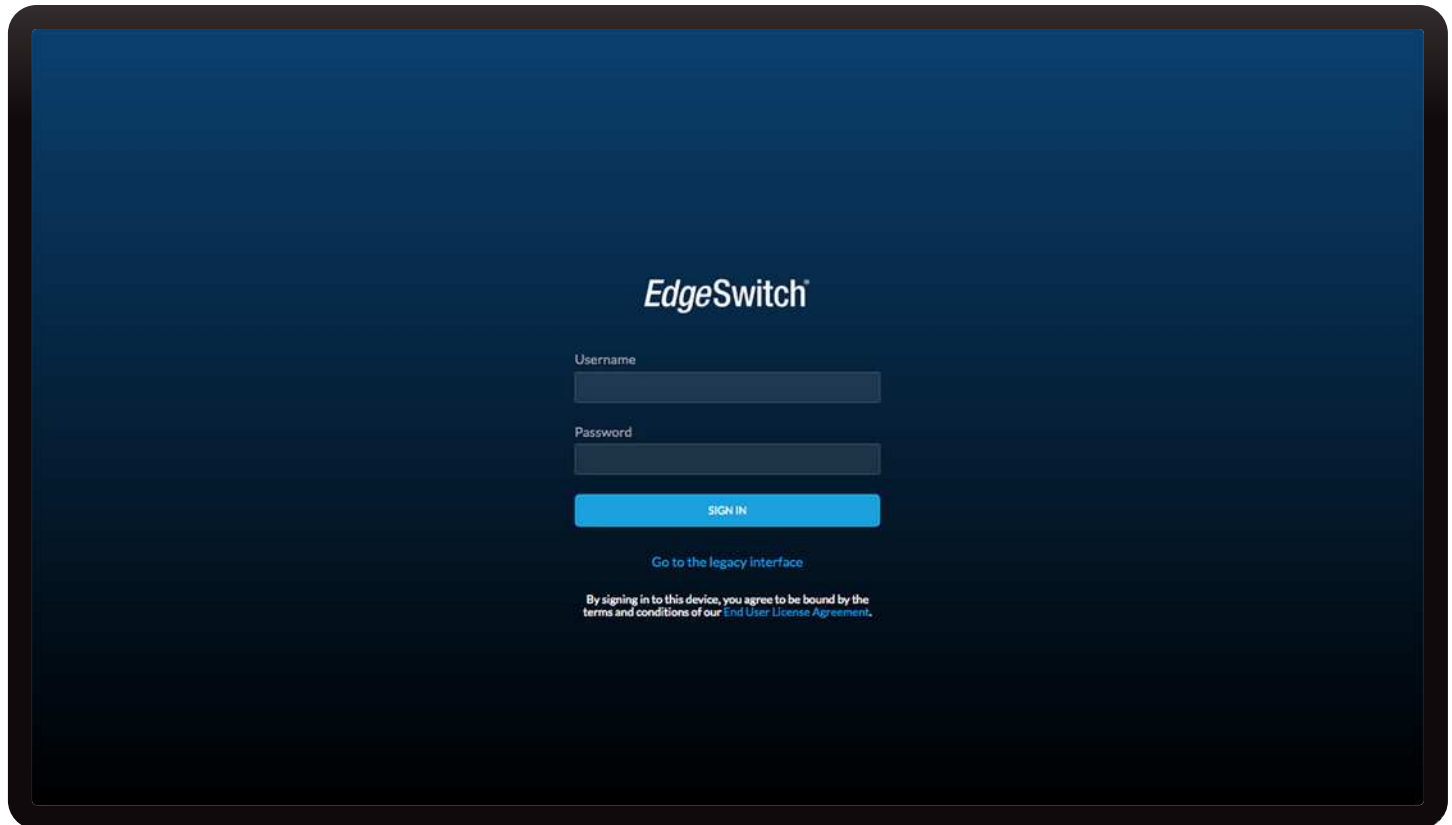 EdgeSwitch®
Username
Password
SIGN IN
Go to the legacy interface
By signing in to this device, you agree to be bound by the
terms and conditions of our End User License Agreement.